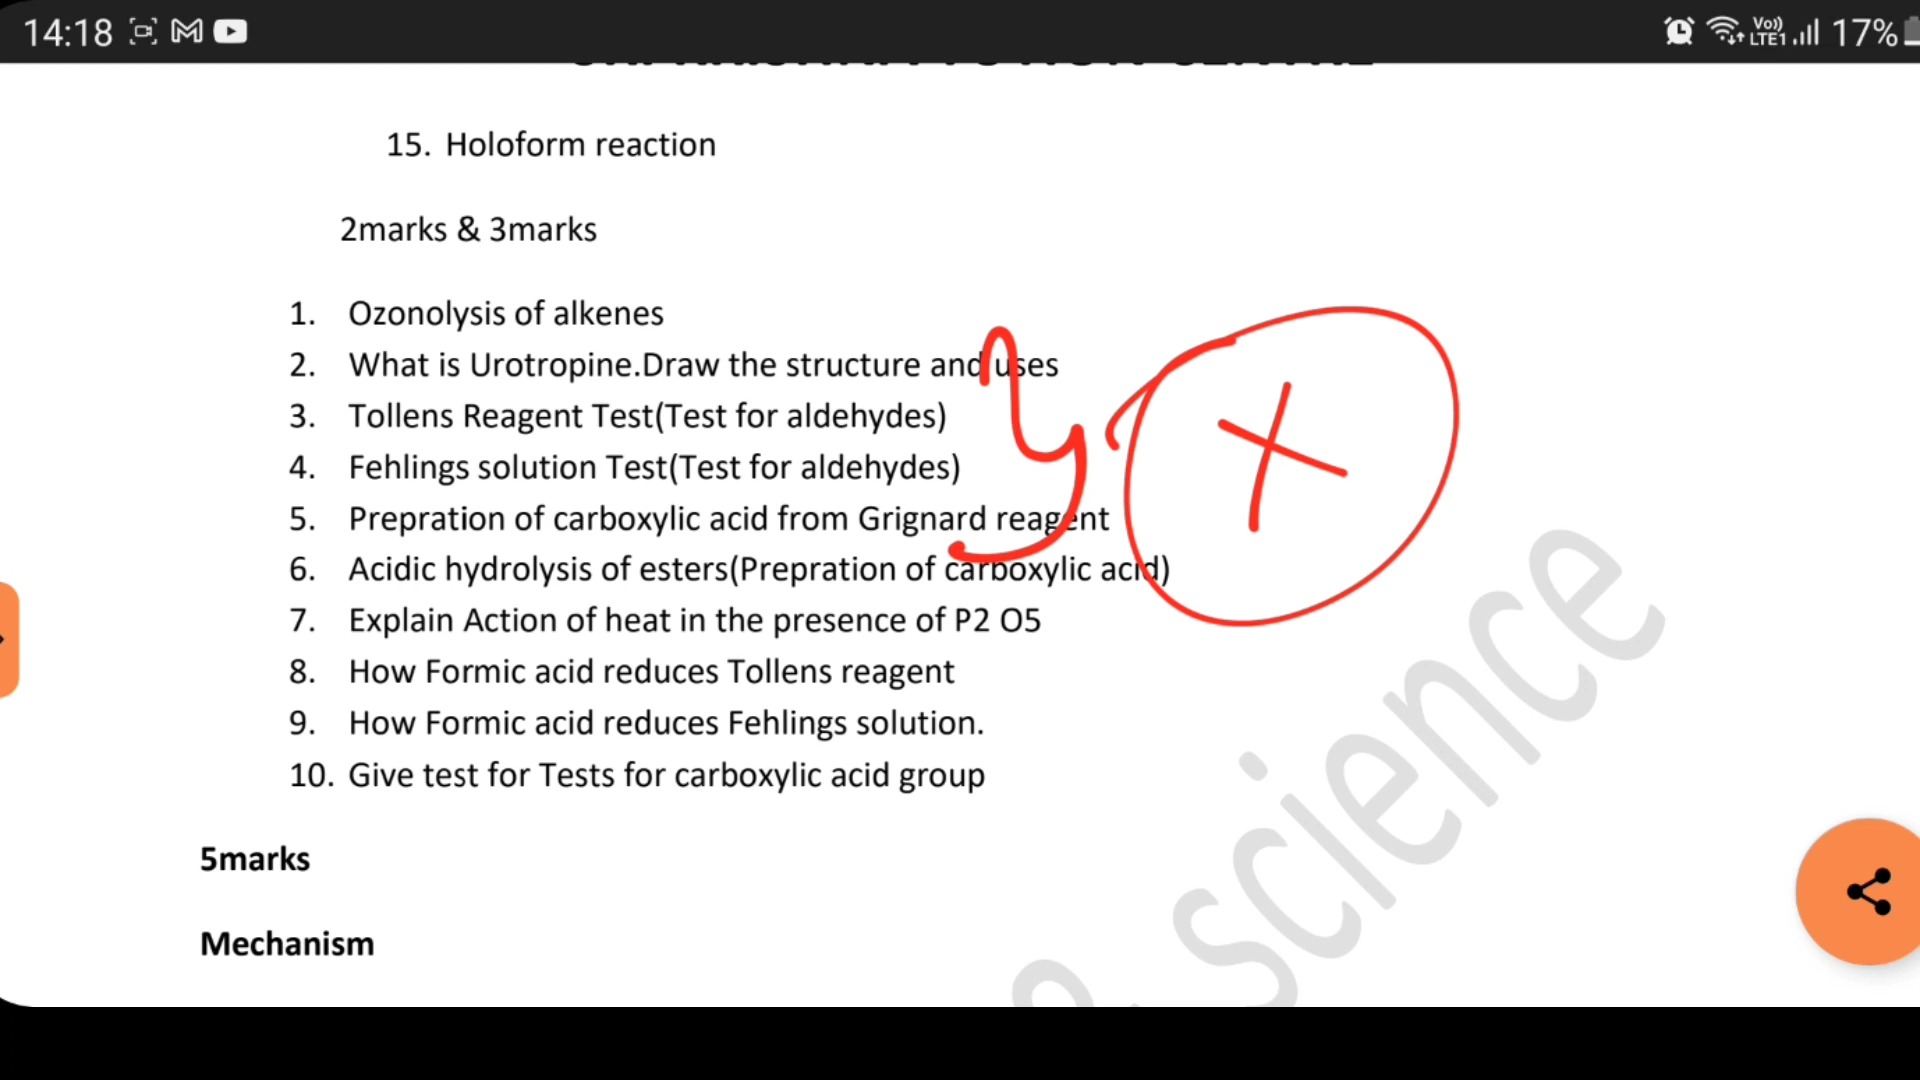 14:18
Vo)) LTE1 17%
15. Holoform reaction
2marks & 3marks
1. Ozonolysis of alkenes
2. What is Urotropine.Draw the structure and uses
3. Tollens Reagent Test(Test for aldehydes)
4. Fehlings solution Test(Test for aldehydes)
5. Prepration of carboxylic acid from Grignard reagent
6. Acidic hydrolysis of esters(Prepration of carboxylic acid)
7. Explain Action of heat in the presence of P2 O5
8. How Formic acid reduces Tollens reagent
9. How Formic acid reduces Fehlings solution.
10. Give test for Tests for carboxylic acid group
5marks
Mechanism
science